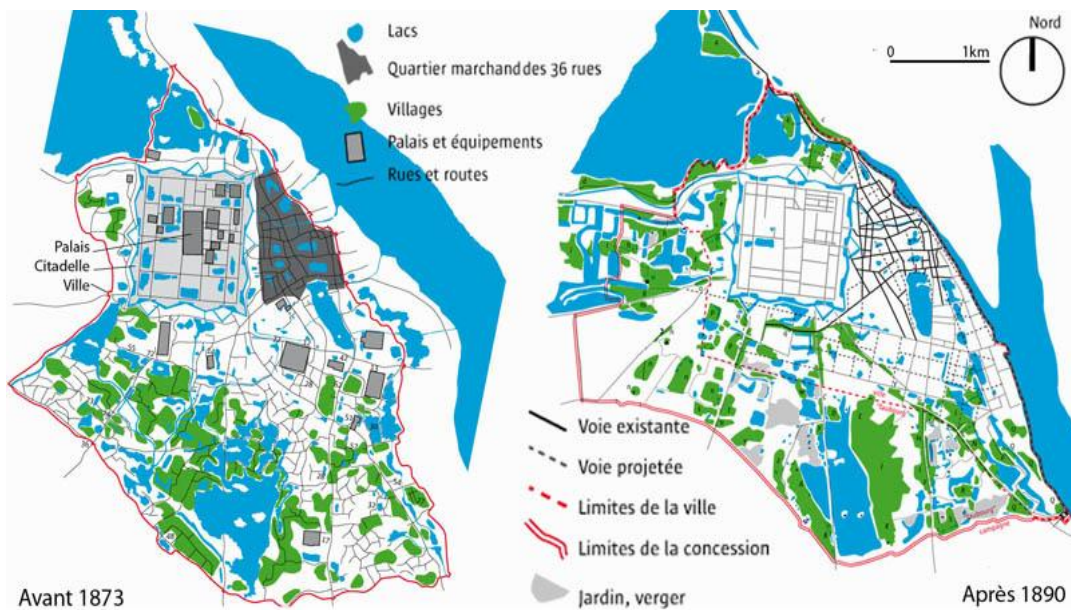 Lacs
Quartier marchand des 36 rues
Villages
Palais et équipements
Rues et routes
Palais
Citadelle
Ville
Avant 1873
0 1km
Nord
Voie existante
Voie projetée
Limites de la ville
Limites de la concession
Jardin, verger
campagne
Après 1890